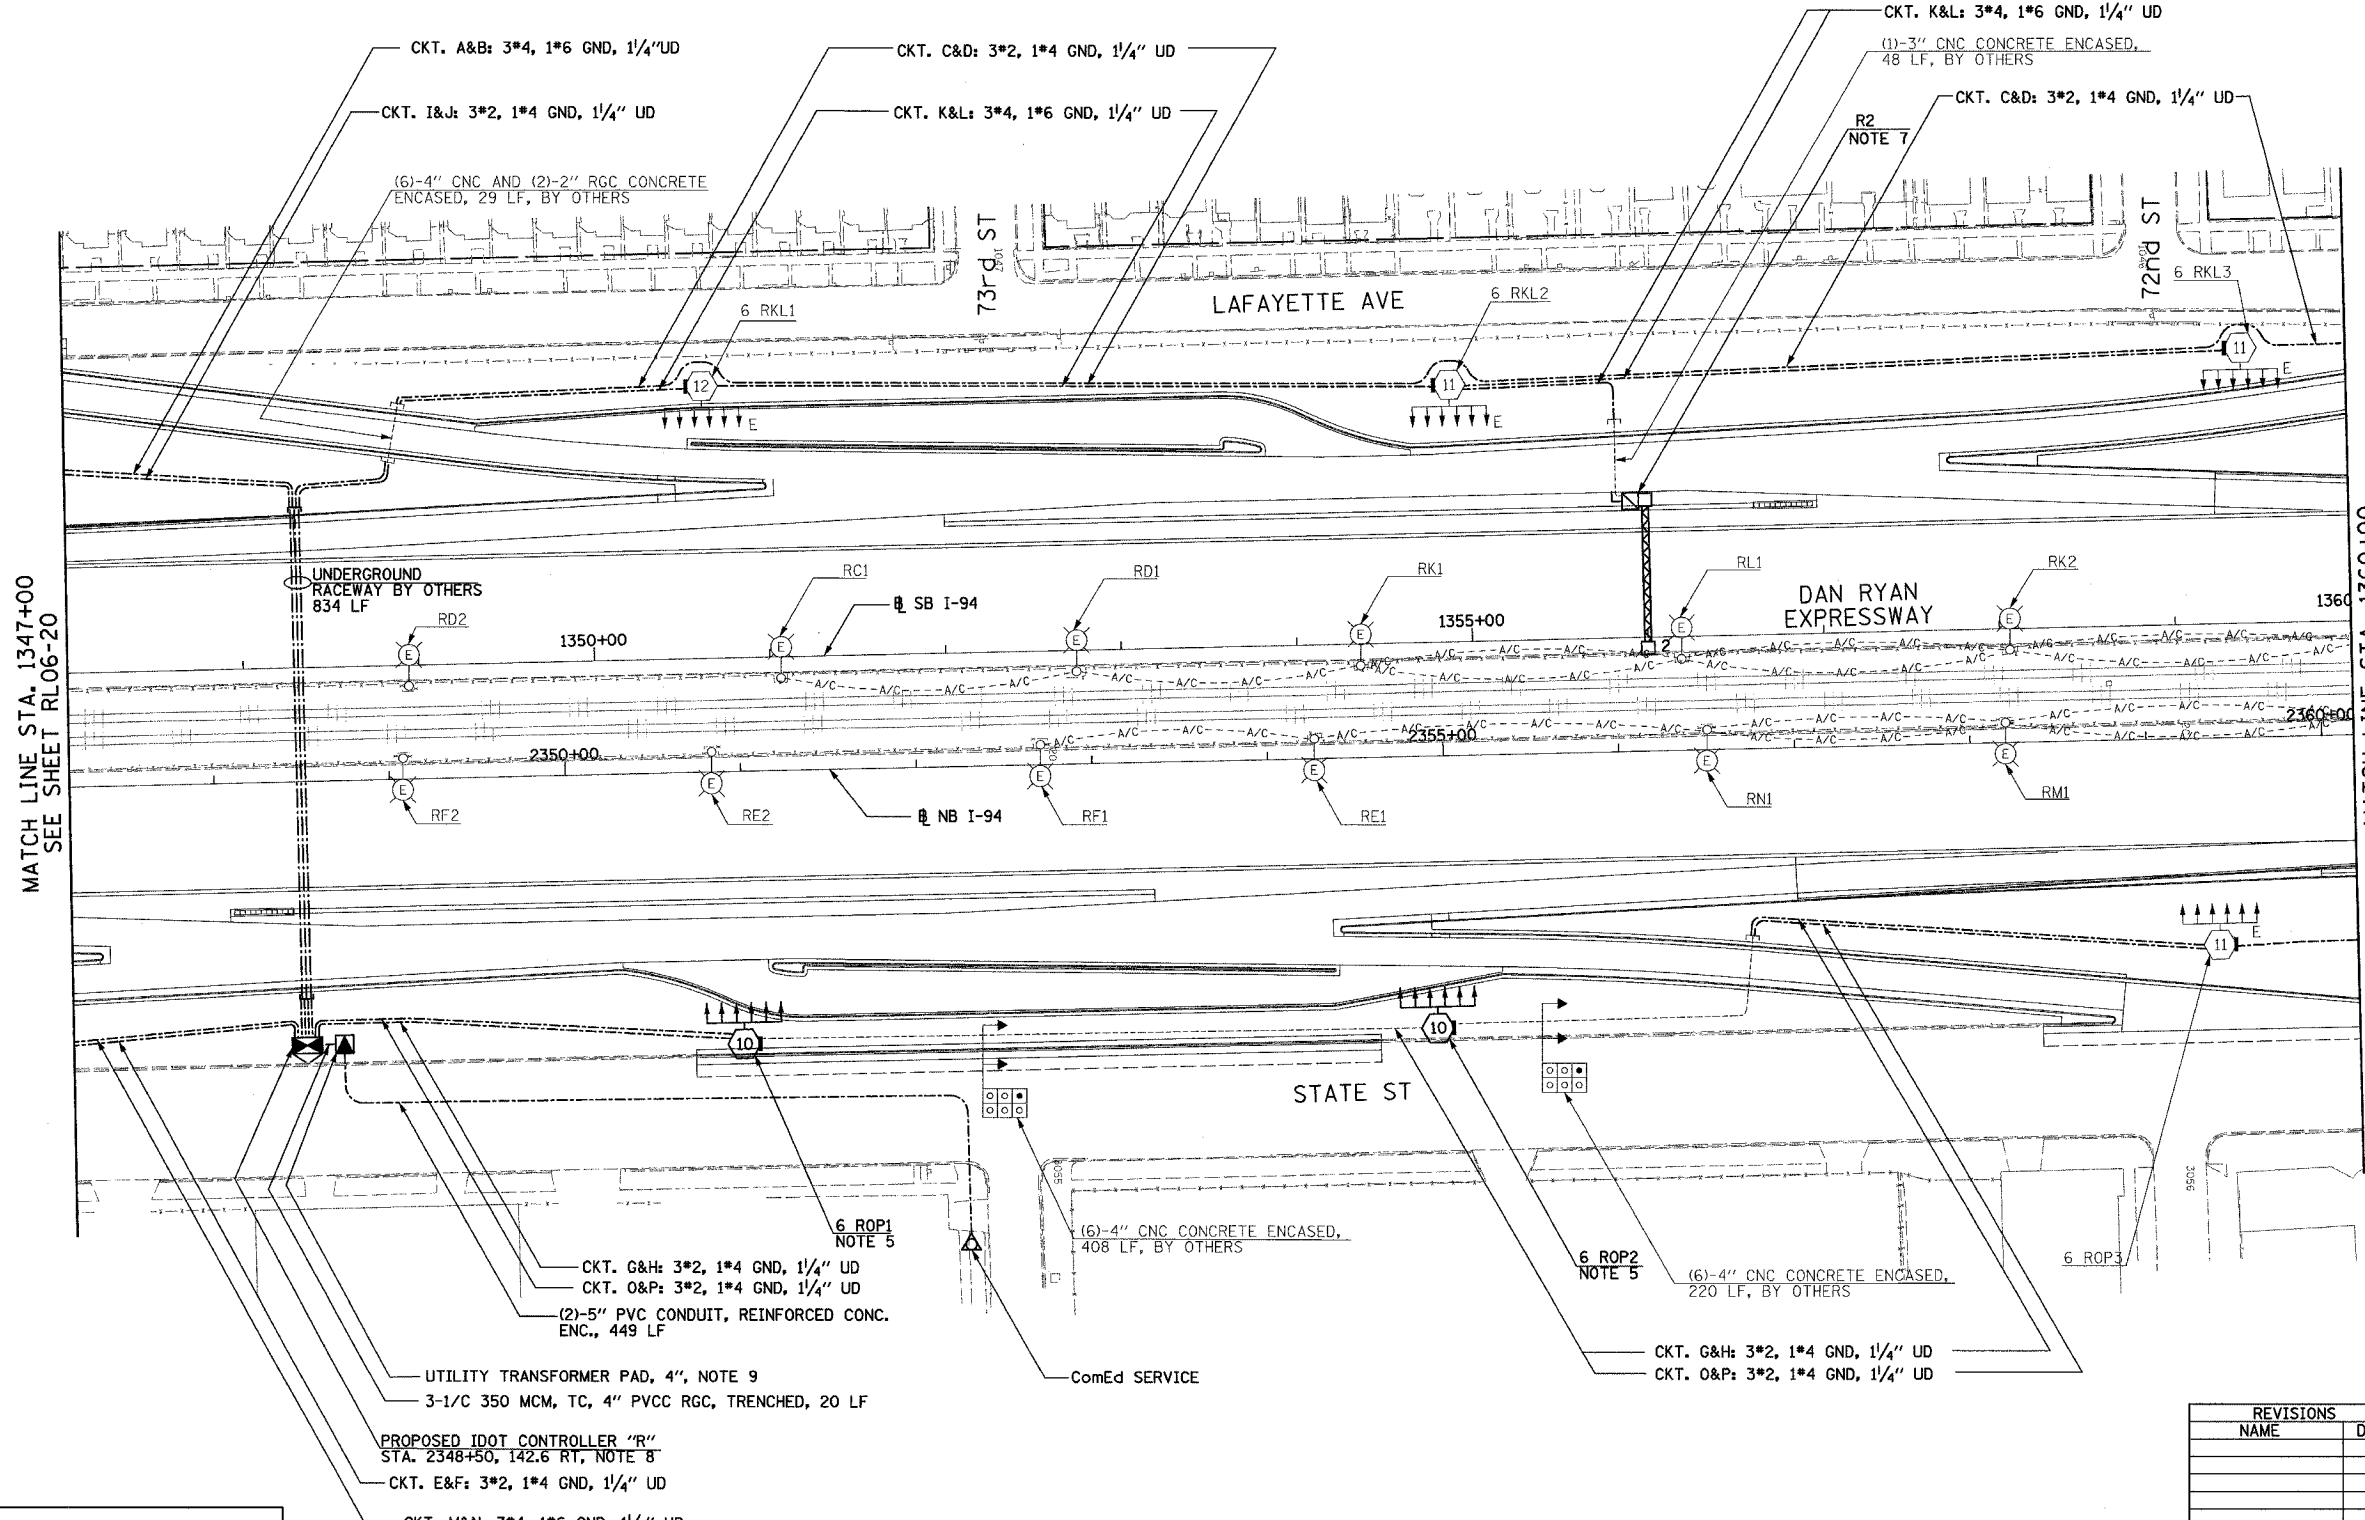 CKT. A&B: 3#4, 1#6 GND, 1¼" UD
CKT. C&D: 3#2, 1#4 GND, 1¼" UD
CKT. K&L: 3#4, 1#6 GND, 1¼" UD
(1)-3" CNC CONCRETE ENCASED,
48 LF, BY OTHERS
CKT. I&J: 3#2, 1#4 GND, 1¼" UD
CKT. K&L: 3#4, 1#6 GND, 1¼" UD
CKT. C&D: 3#2, 1#4 GND, 1¼" UD
R2
NOTE 7
(6)-4" CNC AND (2)-2" RGC CONCRETE
ENCASED, 29 LF, BY OTHERS
73rd ST
72nd ST
6 RKL1
LAFAYETTE AVE
6 RKL2
6 RKL3
12
11
11
E
E
E
UNDERGROUND
RACEWAY BY OTHERS
834 LF
RC1
RD1
RK1
RL1
RK2
DAN RYAN
EXPRESSWAY
℄ SB I-94
RD2
1350+00
1355+00
1360
2
MATCH LINE STA. 1347+00
SEE SHEET RL06-20
2350+00
2355+00
2360+00
RF2
RE2
℄ NB I-94
RF1
RE1
RN1
RM1
10
10
11
E
STATE ST
3055
3056
6 ROP1
NOTE 5
(6)-4" CNC CONCRETE ENCASED,
408 LF, BY OTHERS
6 ROP2
NOTE 5
(6)-4" CNC CONCRETE ENCASED,
220 LF, BY OTHERS
6 ROP3
CKT. G&H: 3#2, 1#4 GND, 1¼" UD
CKT. O&P: 3#2, 1#4 GND, 1¼" UD
(2)-5" PVC CONDUIT, REINFORCED CONC.
ENC., 449 LF
CKT. G&H: 3#2, 1#4 GND, 1¼" UD
CKT. O&P: 3#2, 1#4 GND, 1¼" UD
UTILITY TRANSFORMER PAD, 4", NOTE 9
ComEd SERVICE
3-1/C 350 MCM, TC, 4" PVCC RGC, TRENCHED, 20 LF
PROPOSED IDOT CONTROLLER "R"
STA. 2348+50, 142.6 RT, NOTE 8
CKT. E&F: 3#2, 1#4 GND, 1¼" UD
REVISIONS
NAME